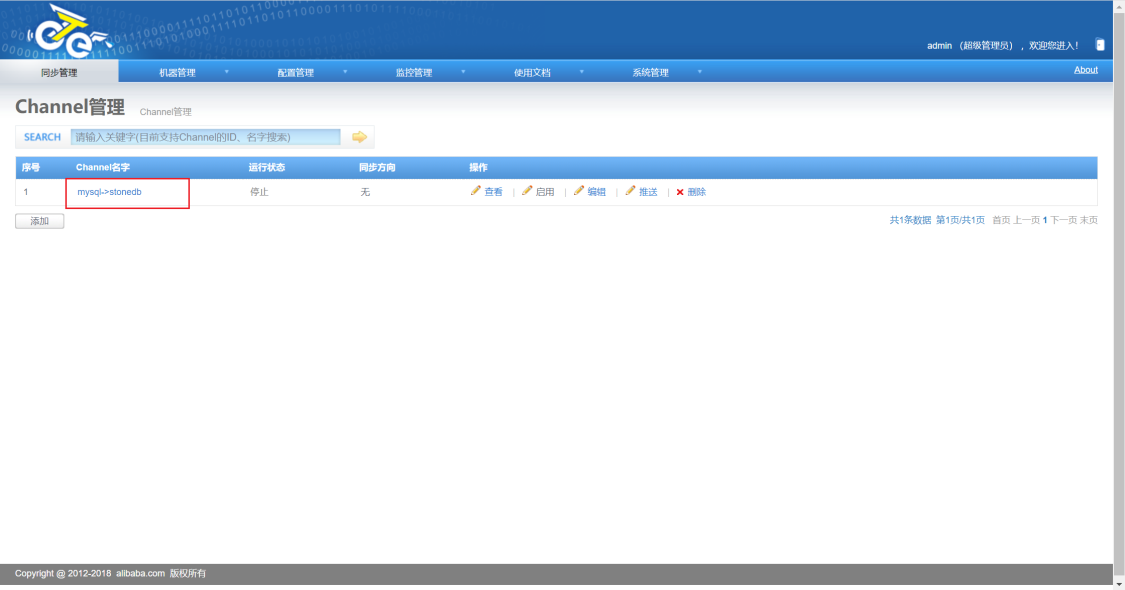 admin （超级管理员），欢迎您进入！
同步管理 机器管理 配置管理 监控管理 使用文档 系统管理 About
Channel管理 Channel管理
SEARCH 请输入关键字(目前支持Channel的ID、名字搜索)
序号 Channel名字 运行状态 同步方向 操作
1 mysql->stonedb 停止 无 查看 | 启用 | 编辑 | 推送 | 删除
添加 共1条数据 第1页/共1页 首页 上一页 1 下一页 末页
Copyright @ 2012-2018 alibaba.com 版权所有